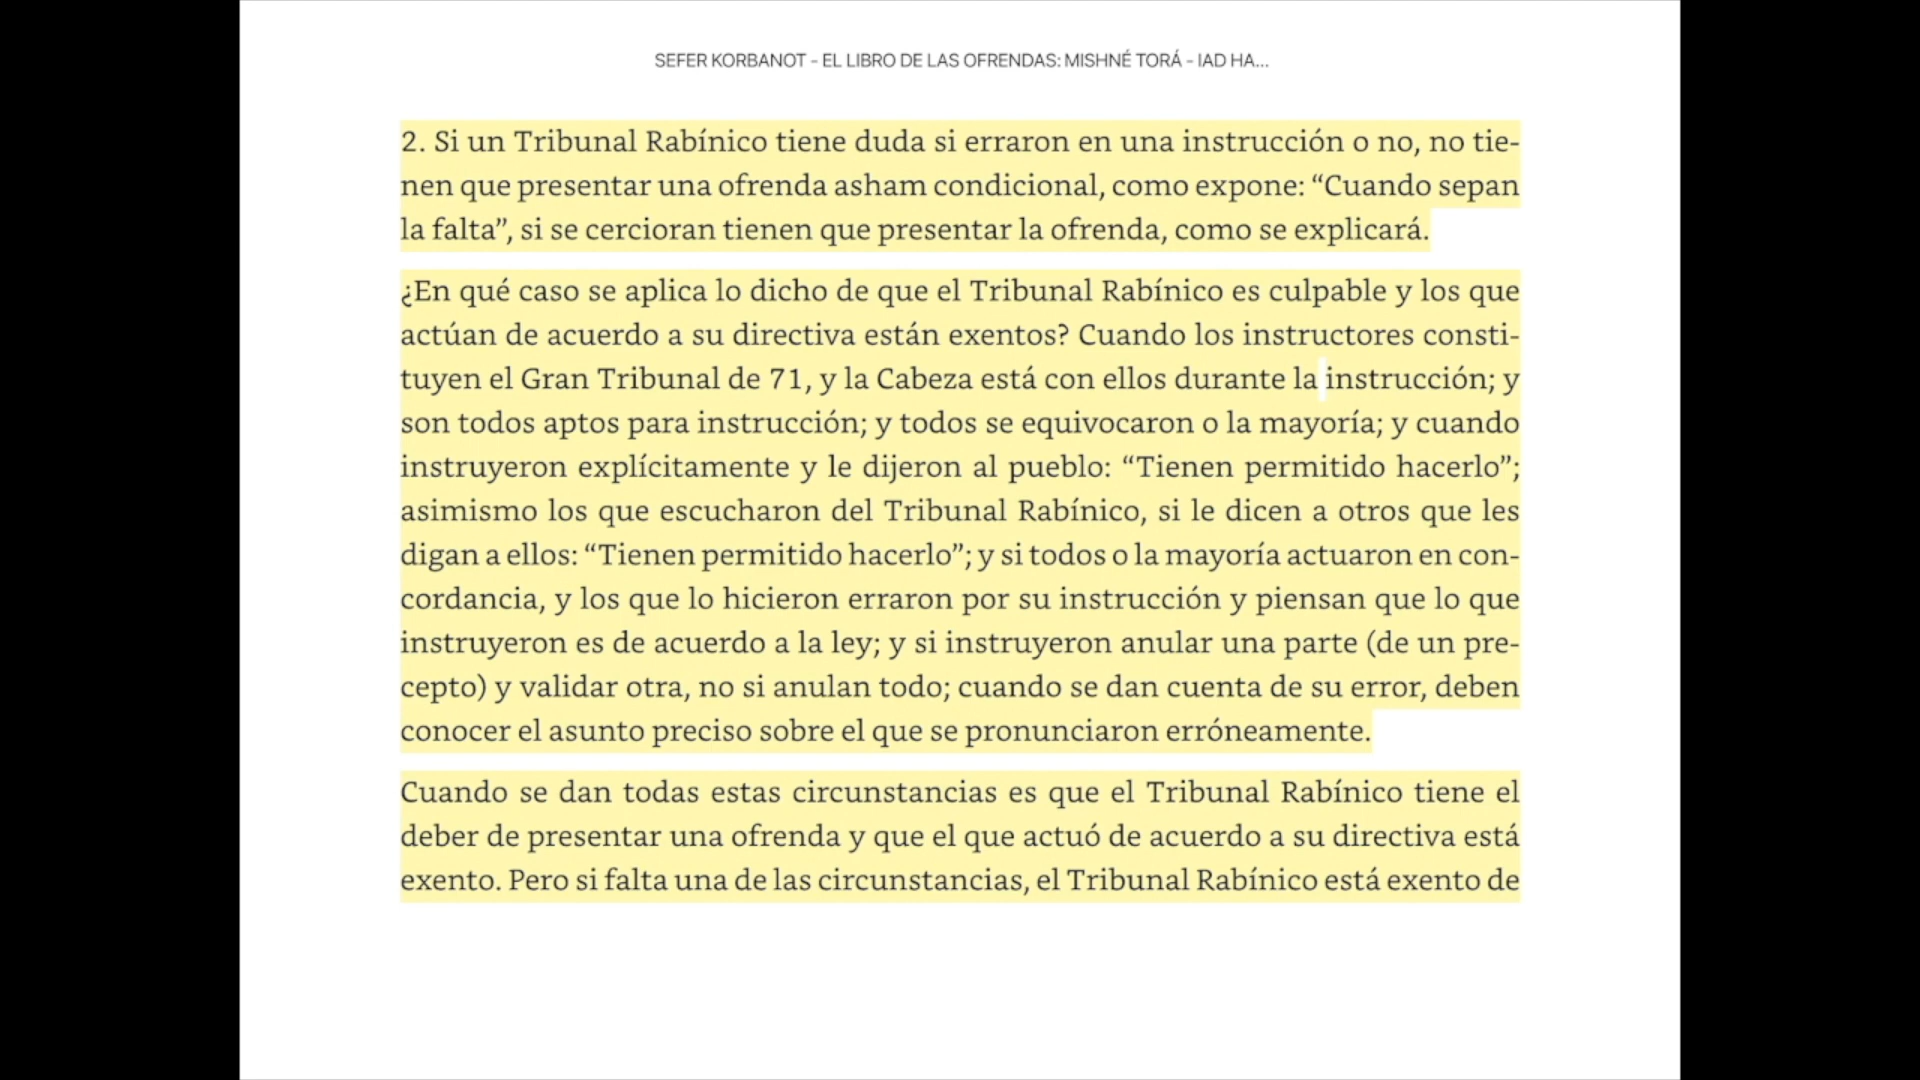 SEFER KORBANOT - EL LIBRO DE LAS OFRENDAS: MISHNÉ TORÁ - IAD HA...
2. Si un Tribunal Rabínico tiene duda si erraron en una instrucción o no, no tie-
nen que presentar una ofrenda asham condicional, como expone: “Cuando sepan
la falta”, si se cercioran tienen que presentar la ofrenda, como se explicará.
¿En qué caso se aplica lo dicho de que el Tribunal Rabínico es culpable y los que
actúan de acuerdo a su directiva están exentos? Cuando los instructores consti-
tuyen el Gran Tribunal de 71, y la Cabeza está con ellos durante la instrucción; y
son todos aptos para instrucción; y todos se equivocaron o la mayoría; y cuando
instruyeron explícitamente y le dijeron al pueblo: “Tienen permitido hacerlo”;
asimismo los que escucharon del Tribunal Rabínico, si le dicen a otros que les
digan a ellos: “Tienen permitido hacerlo”; y si todos o la mayoría actuaron en con-
cordancia, y los que lo hicieron erraron por su instrucción y piensan que lo que
instruyeron es de acuerdo a la ley; y si instruyeron anular una parte (de un pre-
cepto) y validar otra, no si anulan todo; cuando se dan cuenta de su error, deben
conocer el asunto preciso sobre el que se pronunciaron erróneamente.
Cuando se dan todas estas circunstancias es que el Tribunal Rabínico tiene el
deber de presentar una ofrenda y que el que actuó de acuerdo a su directiva está
exento. Pero si falta una de las circunstancias, el Tribunal Rabínico está exento de